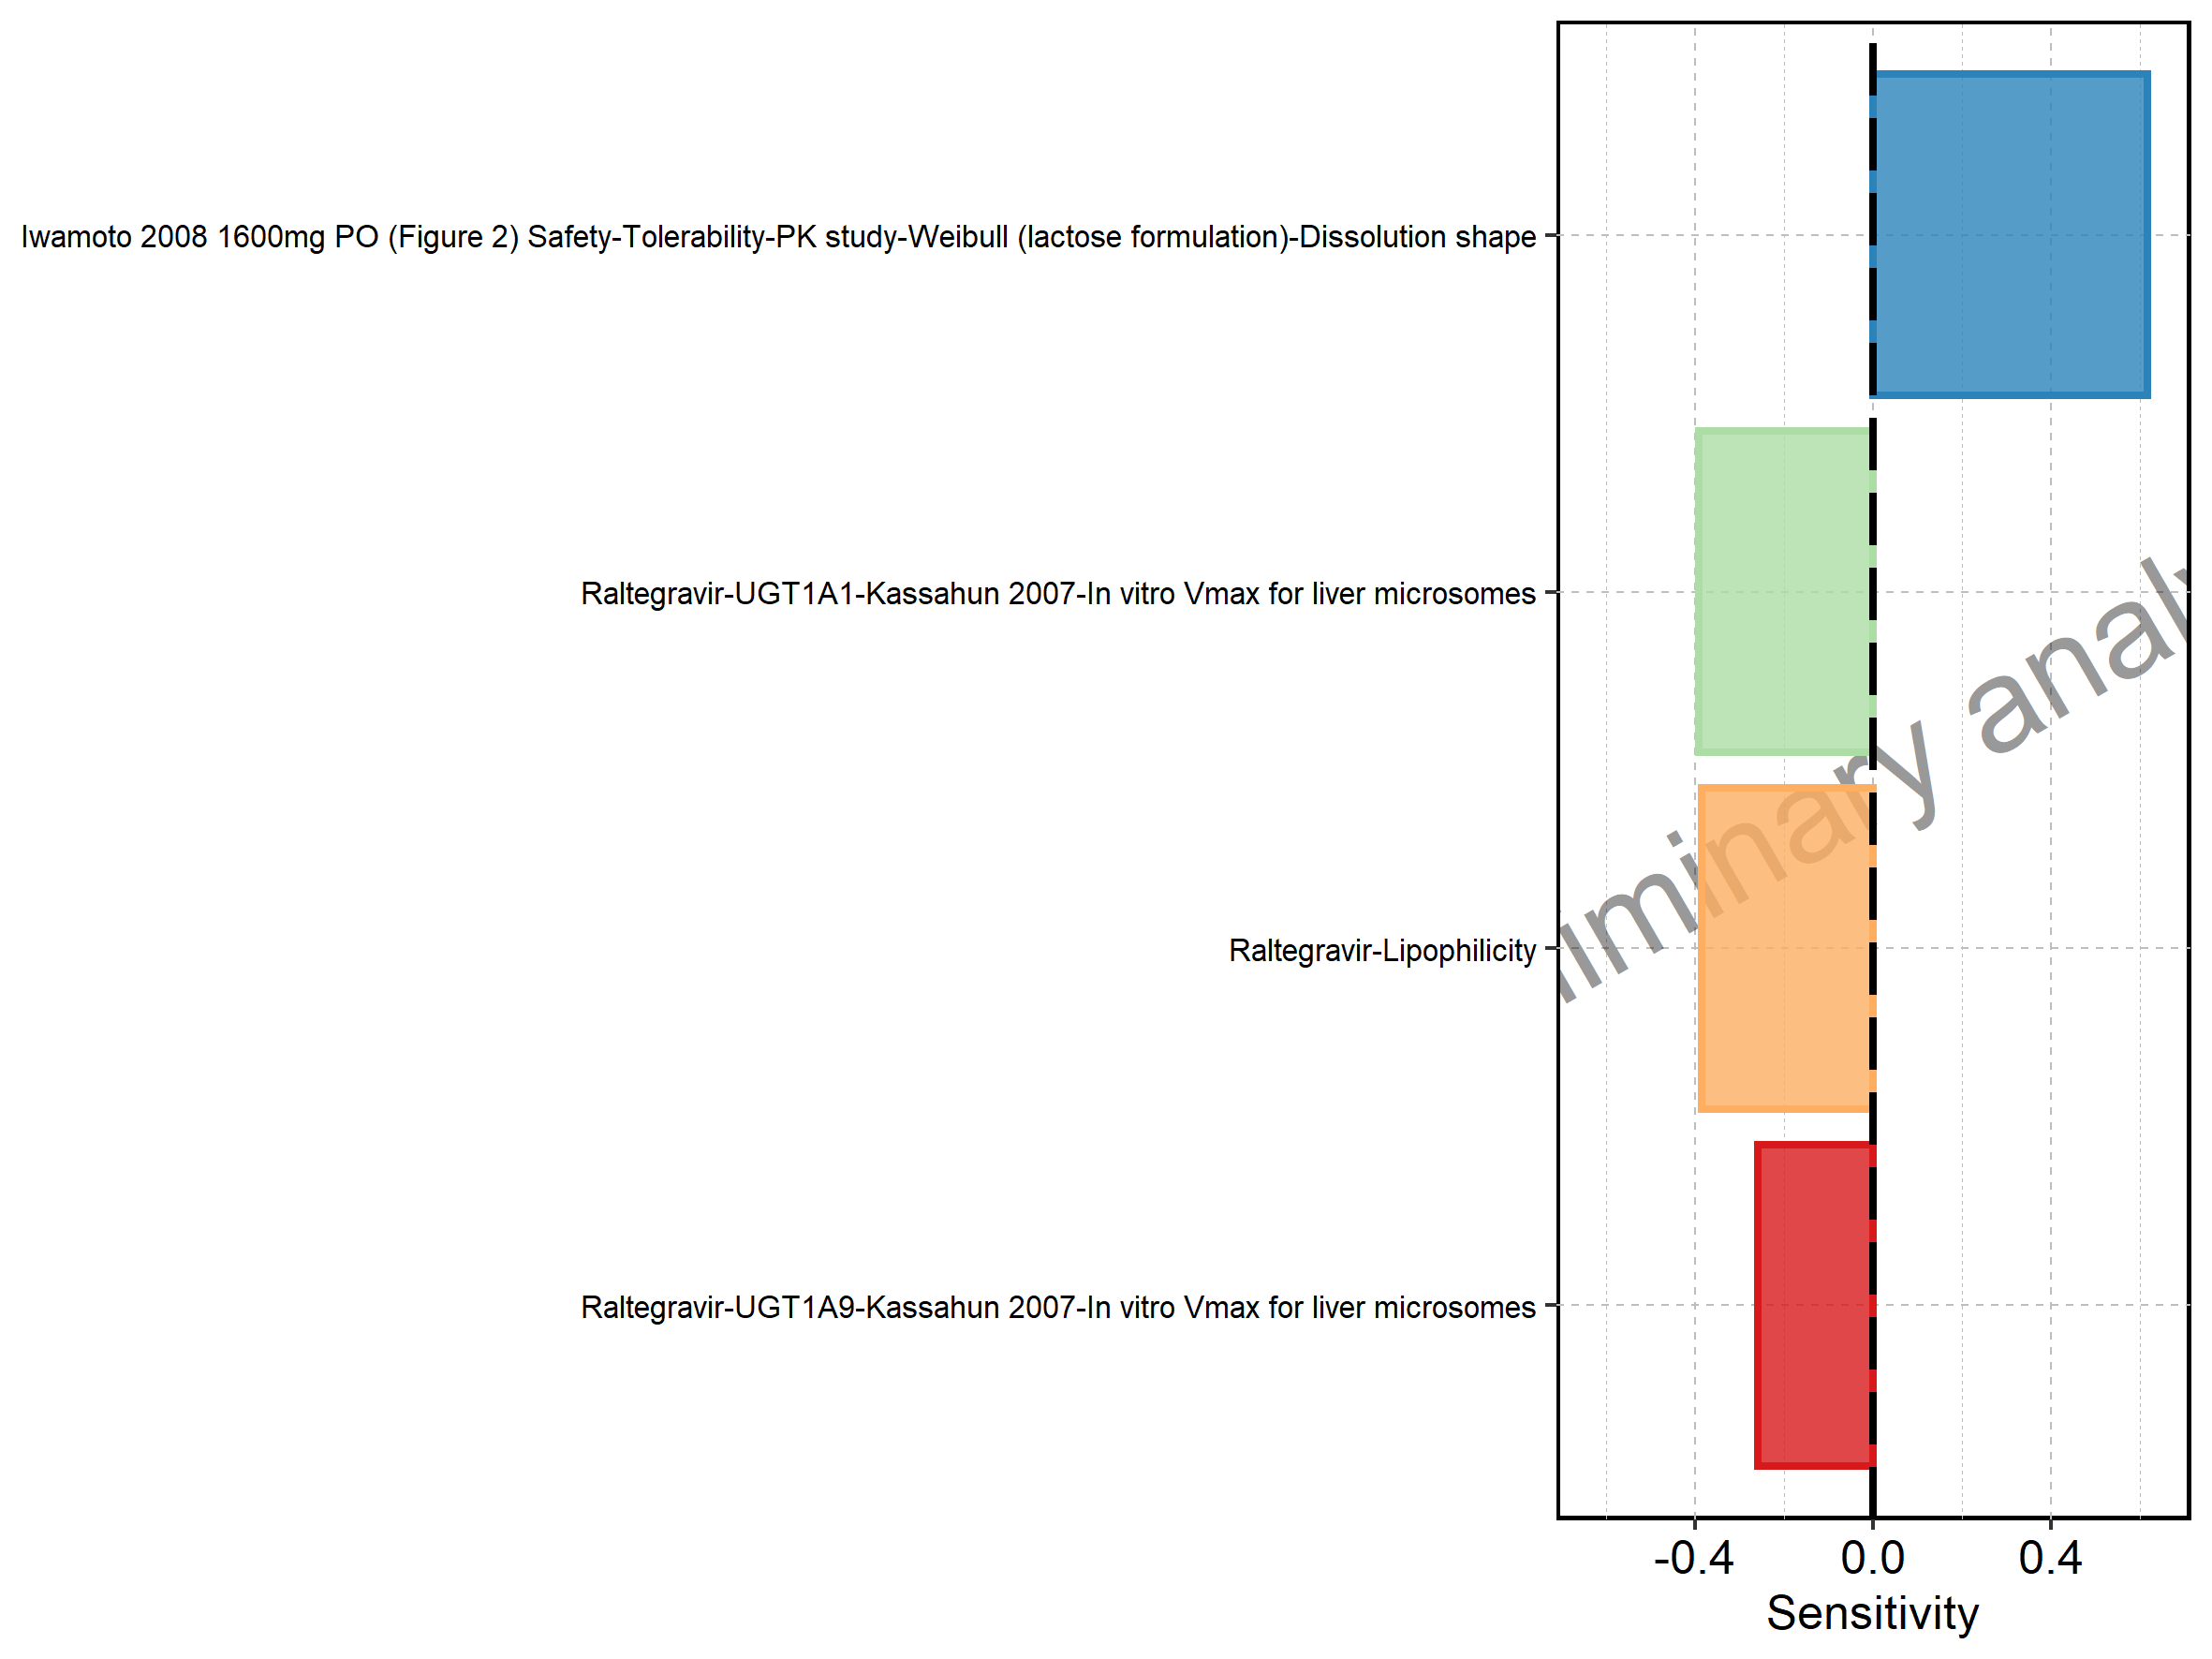 Iwamoto 2008 1600mg PO (Figure 2) Safety-Tolerability-PK study-Weibull (lactose formulation)-Dissolution shape
Raltegravir-UGT1A1-Kassahun 2007-In vitro Vmax for liver microsomes
Raltegravir-Lipophilicity
Raltegravir-UGT1A9-Kassahun 2007-In vitro Vmax for liver microsomes
-0.4 0.0 0.4
Sensitivity